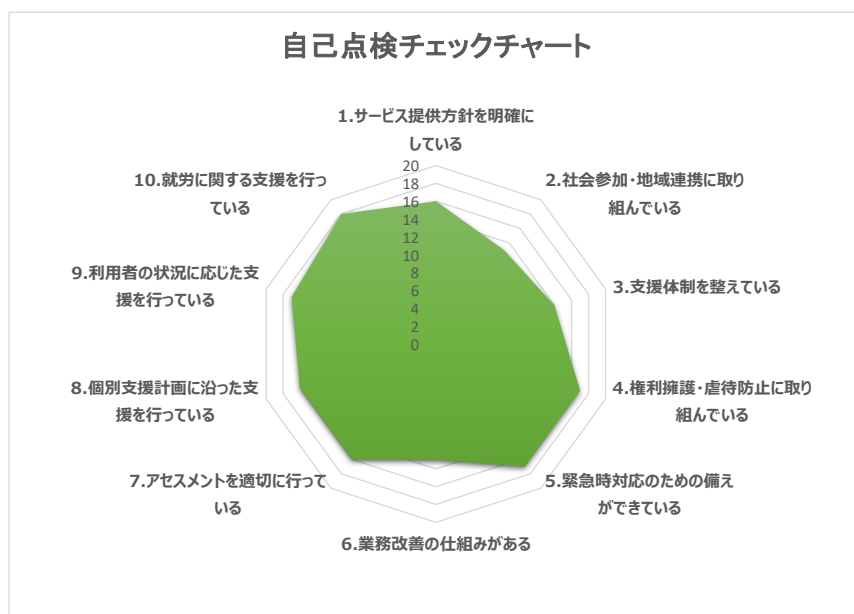 自己点検チェックチャート
1.サービス提供方針を明確に
している
2.社会参加・地域連携に取り
組んでいる
3.支援体制を整えている
4.権利擁護・虐待防止に取り
組んでいる
5.緊急時対応のための備え
ができている
6.業務改善の仕組みがある
7.アセスメントを適切に行って
いる
8.個別支援計画に沿った支
援を行っている
9.利用者の状況に応じた支
援を行っている
10.就労に関する支援を行っ
ている
20
18
16
14
12
10
8
6
4
2
0